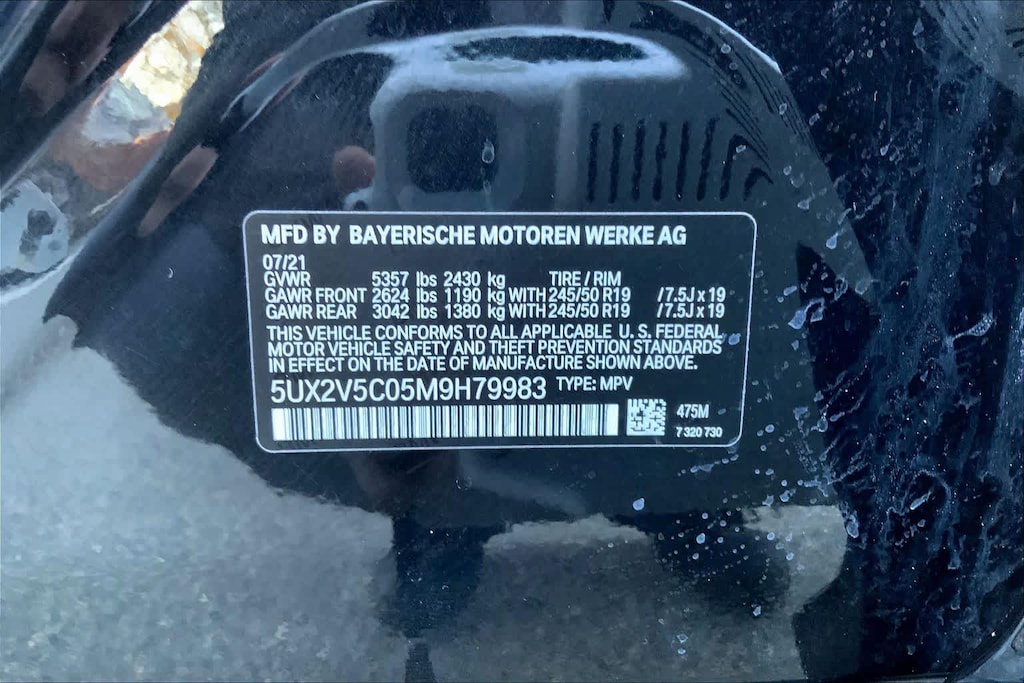 MFD BY BAYERISCHE MOTOREN WERKE AG
07/21
GVWR 5357 lbs 2430 kg TIRE / RIM
GAWR FRONT 2624 lbs 1190 kg WITH 245/50 R19 /7.5J x 19
GAWR REAR 3042 lbs 1380 kg WITH 245/50 R19 /7.5J x 19
THIS VEHICLE CONFORMS TO ALL APPLICABLE U. S. FEDERAL
MOTOR VEHICLE SAFETY AND THEFT PREVENTION STANDARDS
IN EFFECT ON THE DATE OF MANUFACTURE SHOWN ABOVE.
5UX2V5C05M9H79983 TYPE: MPV
475M
7 320 730